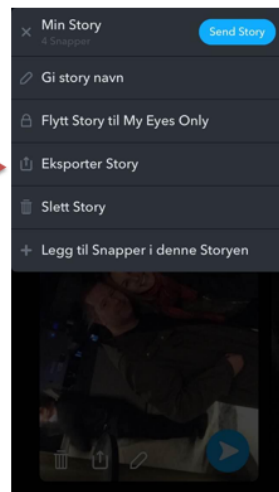 Min Story
4 Snapper
Send Story
Gi story navn
Flytt Story til My Eyes Only
Eksporter Story
Slett Story
Legg til Snapper i denne Storyen